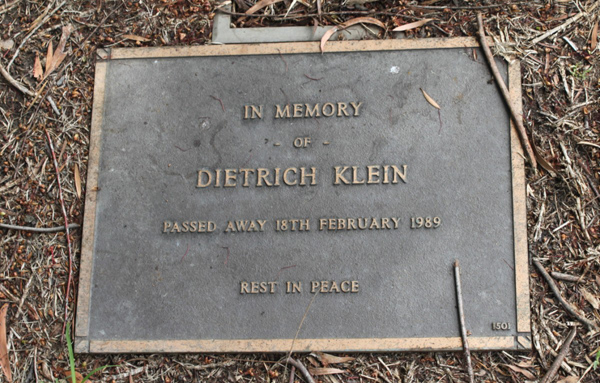 IN MEMORY
- OF -
DIETRICH KLEIN
PASSED AWAY 18TH FEBRUARY 1989
REST IN PEACE
1501